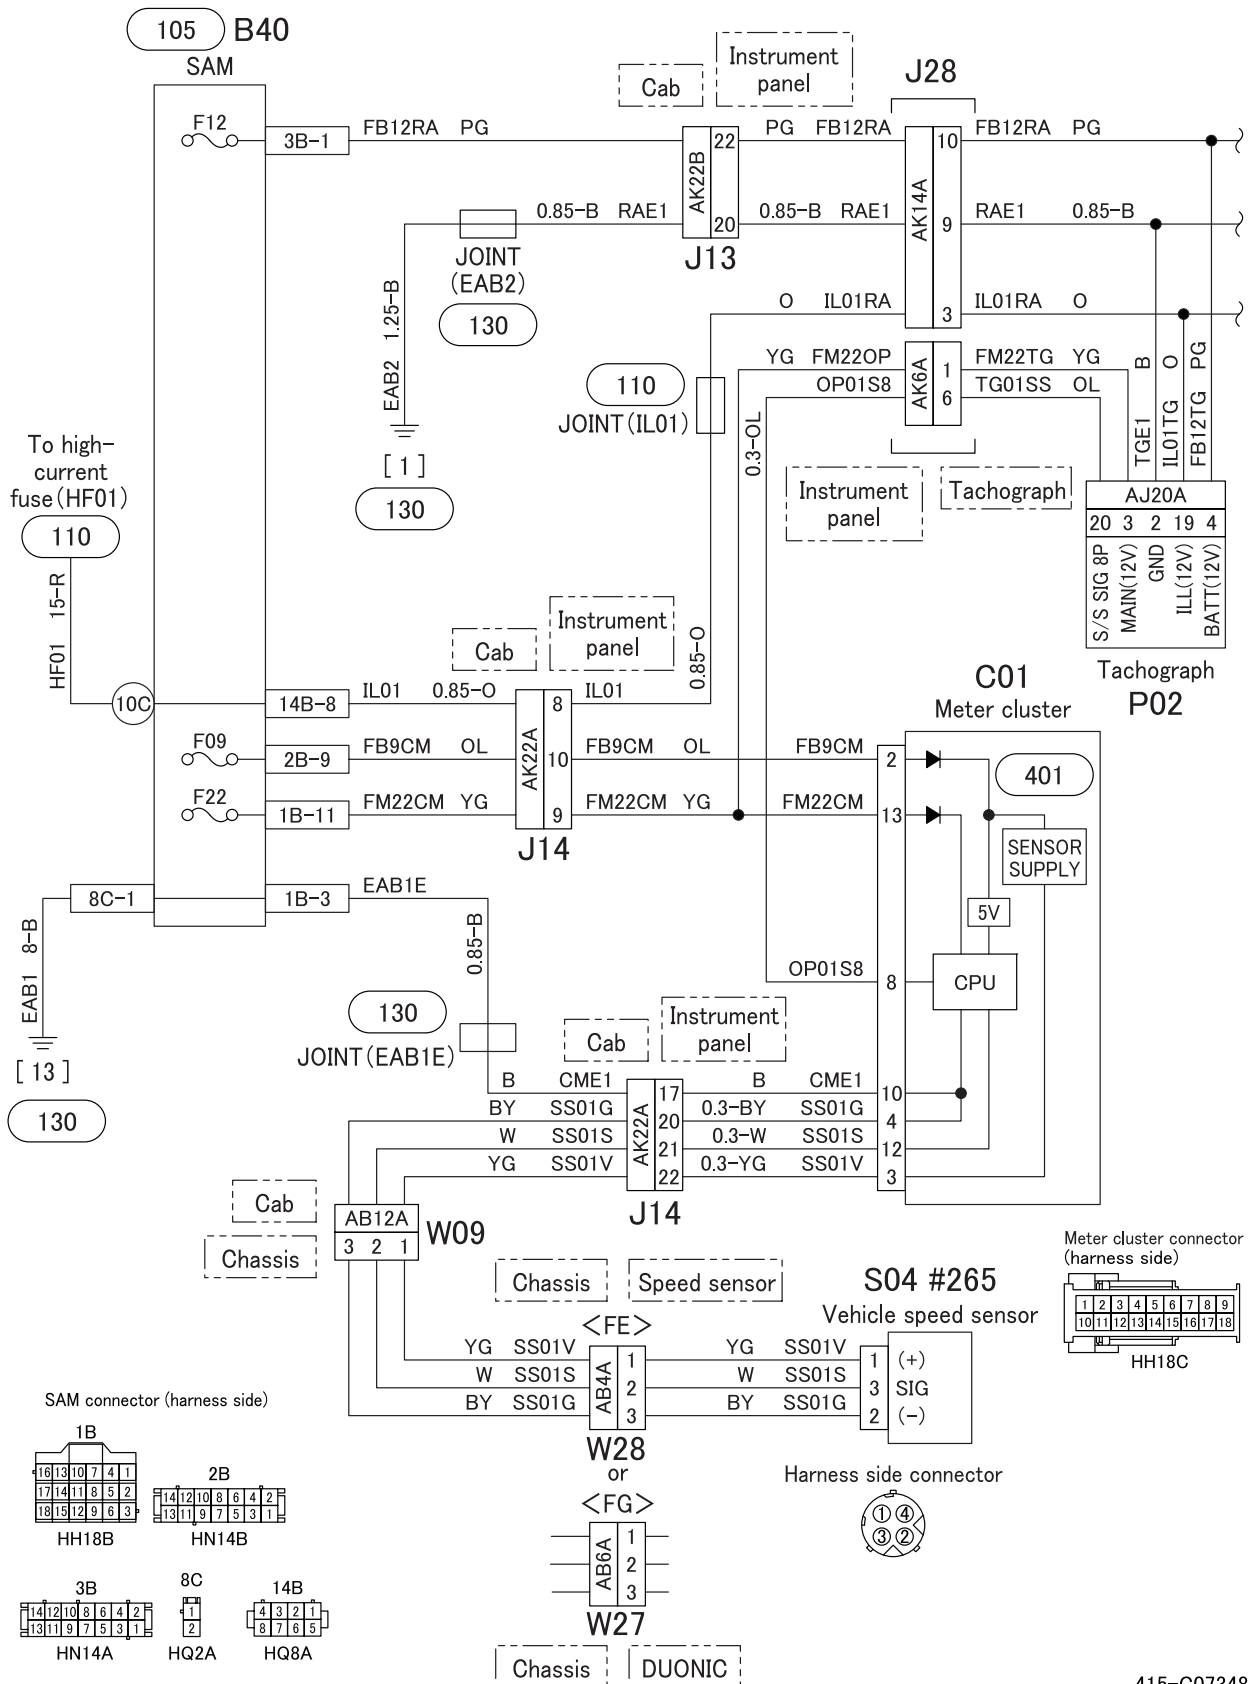 105 B40
SAM
F12
3B-1
FB12RA PG
Cab
Instrument
panel
J28
AK22B
22
20
J13
PG FB12RA
AK14A
10
9
3
FB12RA PG
0.85-B RAE1
0.85-B RAE1
RAE1 0.85-B
JOINT
(EAB2)
130
EAB2 1.25-B
[ 1 ]
130
O IL01RA
IL01RA O
110
JOINT(IL01)
YG FM22OP
OP01S8
AK6A
1
6
FM22TG YG
TG01SS OL
0.3-OL
Instrument
panel
Tachograph
TGE1 B
IL01TG O
FB12TG PG
AJ20A
20 3 2 19 4
S/S SIG 8P
MAIN(12V)
GND
ILL(12V)
BATT(12V)
Tachograph
P02
To high-
current
fuse(HF01)
110
HF01 15-R
10C
14B-8
IL01 0.85-O
Cab
Instrument
panel
AK22A
8
10
9
J14
IL01
0.85-O
F09
2B-9
FB9CM OL
FB9CM OL
FB9CM
F22
1B-11
FM22CM YG
FM22CM YG
FM22CM
C01
Meter cluster
2
13
401
SENSOR
SUPPLY
5V
CPU
OP01S8
8
8C-1
1B-3
EAB1E
0.85-B
EAB1 8-B
[ 13 ]
130
130
JOINT(EAB1E)
Cab
Instrument
panel
B CME1
BY SS01G
W SS01S
YG SS01V
AK22A
17
20
21
22
J14
B CME1
0.3-BY SS01G
0.3-W SS01S
0.3-YG SS01V
10
4
12
3
Cab
AB12A
3 2 1
W09
Chassis
Chassis
Speed sensor
<FE>
YG SS01V
W SS01S
BY SS01G
AB4A
1
2
3
W28
or
<FG>
AB6A
1
2
3
W27
Chassis
DUONIC
YG SS01V
W SS01S
BY SS01G
S04 #265
Vehicle speed sensor
1 (+)
3 SIG
2 (-)
Harness side connector
1 4
3 2
Meter cluster connector
(harness side)
1 2 3 4 5 6 7 8 9
10 11 12 13 14 15 16 17 18
HH18C
SAM connector (harness side)
1B
16 13 10 7 4 1
17 14 11 8 5 2
18 15 12 9 6 3
HH18B
2B
14 12 10 8 6 4 2
13 11 9 7 5 3 1
HN14B
3B
14 12 10 8 6 4 2
13 11 9 7 5 3 1
HN14A
8C
1
2
HQ2A
14B
4 3 2 1
8 7 6 5
HQ8A